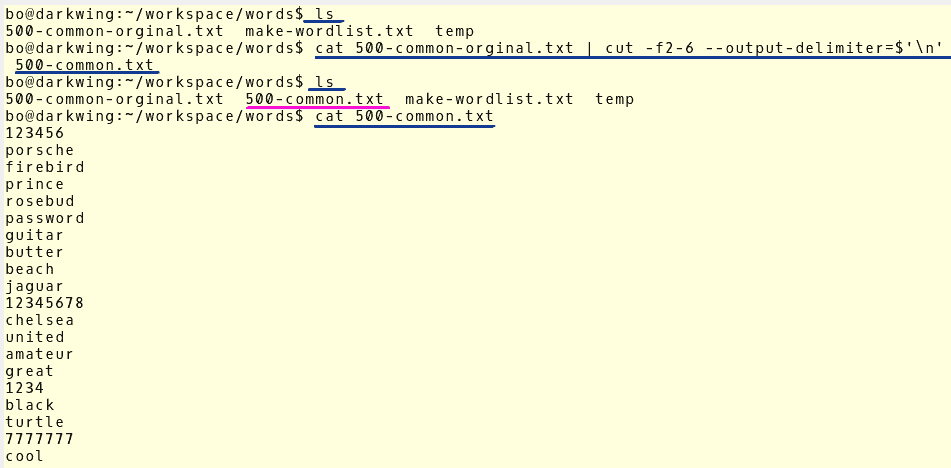 bo@darkwing:~/workspace/words$ ls
500-common-orginal.txt  make-wordlist.txt  temp
bo@darkwing:~/workspace/words$ cat 500-common-orginal.txt | cut -f2-6 --output-delimiter=$'\n'
500-common.txt
bo@darkwing:~/workspace/words$ ls
500-common-orginal.txt  500-common.txt  make-wordlist.txt  temp
bo@darkwing:~/workspace/words$ cat 500-common.txt
123456
porsche
firebird
prince
rosebud
password
guitar
butter
beach
jaguar
12345678
chelsea
united
amateur
great
1234
black
turtle
7777777
cool